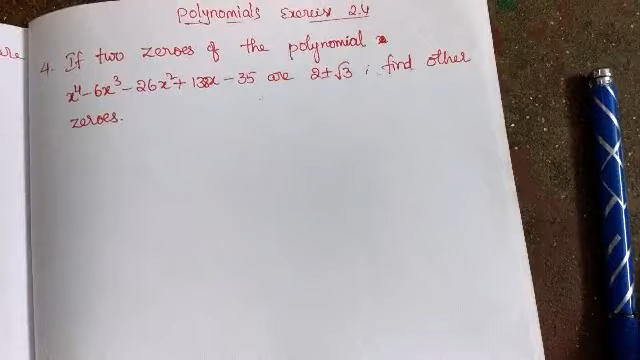 Polynomials Exercise 2.4
are
4. If two zeroes of the polynomial
x⁴-6x³-26x²+138x-35 are 2±√3; find other
zeroes.